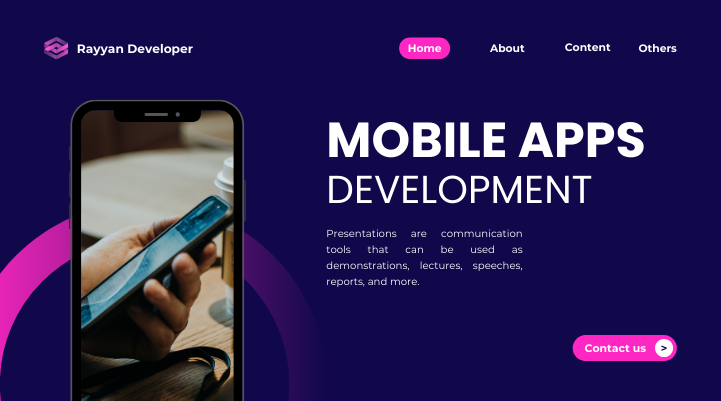 Rayyan Developer
Home
About
Content
Others
MOBILE APPS
DEVELOPMENT
Presentations are communication
tools that can be used as
demonstrations, lectures, speeches,
reports, and more.
Contact us >